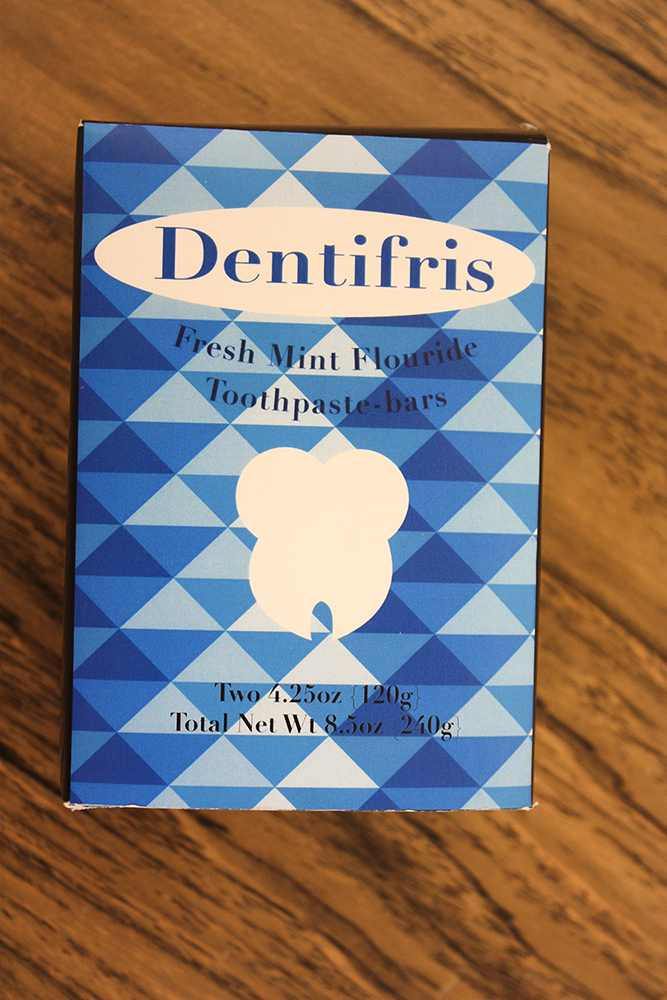 Dentifris
Fresh Mint Flouride
Toothpaste-bars
Two 4.25oz {120g}
Total Net Wt 8.5oz {240g}